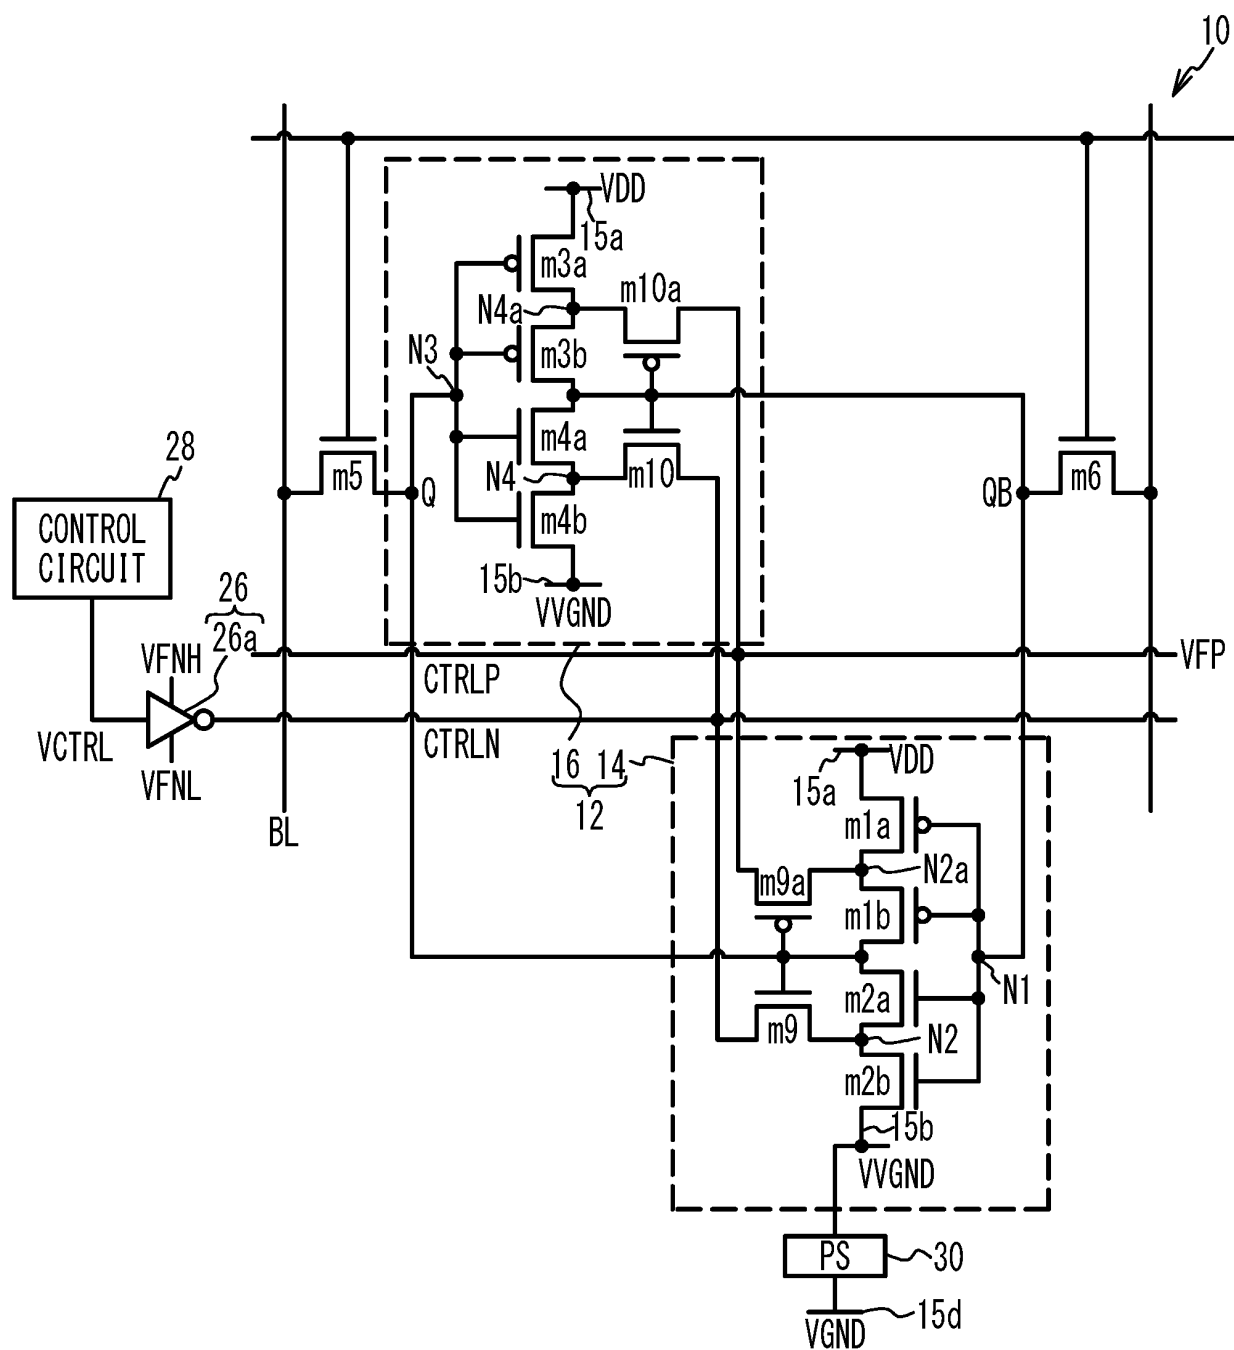 10
VDD
15a
m3a
m10a
N4a
m3b
N3
m4a
28
m5
Q
N4
m10
QB
m6
CONTROL
CIRCUIT
m4b
15b
VVGND
26
26a
VFNH
CTRLP
VFP
VCTRL
CTRLN
VFNL
16 14
12
VDD
15a
BL
m1a
N2a
m9a
m1b
N1
m2a
m9
N2
m2b
15b
VVGND
PS
30
VGND
15d